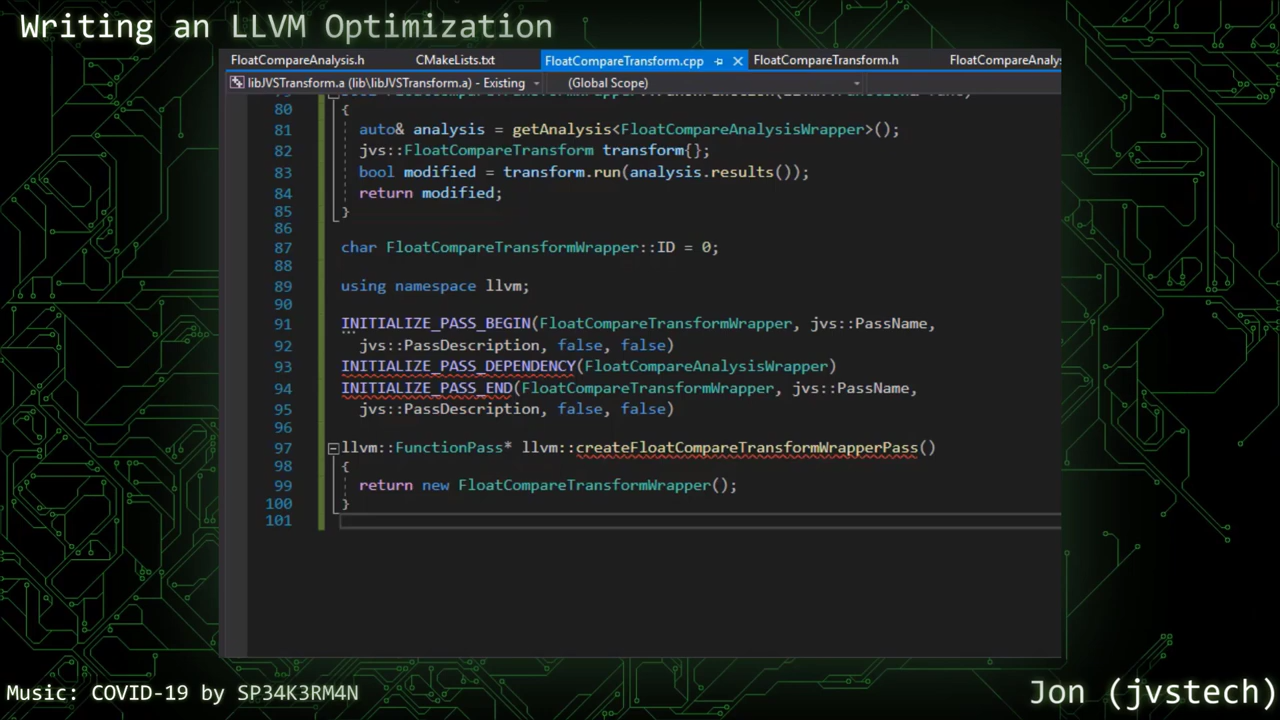 Writing an LLVM Optimization
FloatCompareAnalysis.h CMakeLists.txt FloatCompareTransform.cpp FloatCompareTransform.h FloatCompareAnalys
libJVSTransform.a (lib\libJVSTransform.a) - Existing (Global Scope)
80 {
81 auto& analysis = getAnalysis<FloatCompareAnalysisWrapper>();
82 jvs::FloatCompareTransform transform{};
83 bool modified = transform.run(analysis.results());
84 return modified;
85 }
86
87 char FloatCompareTransformWrapper::ID = 0;
88
89 using namespace llvm;
90
91 INITIALIZE_PASS_BEGIN(FloatCompareTransformWrapper, jvs::PassName,
92 jvs::PassDescription, false, false)
93 INITIALIZE_PASS_DEPENDENCY(FloatCompareAnalysisWrapper)
94 INITIALIZE_PASS_END(FloatCompareTransformWrapper, jvs::PassName,
95 jvs::PassDescription, false, false)
96
97 llvm::FunctionPass* llvm::createFloatCompareTransformWrapperPass()
98 {
99 return new FloatCompareTransformWrapper();
100 }
101
Music: COVID-19 by SP34K3RM4N
Jon (jvstech)